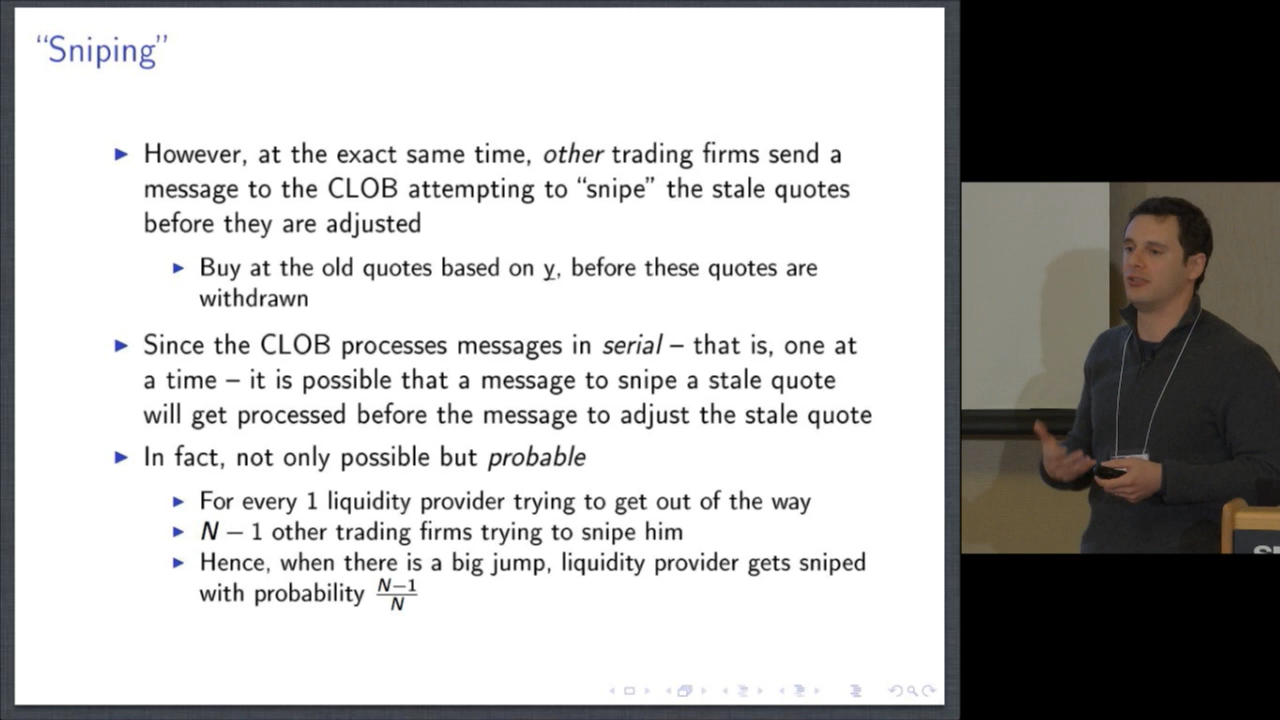 “Sniping”
▶ However, at the exact same time, other trading firms send a
message to the CLOB attempting to “snipe” the stale quotes
before they are adjusted
▶ Buy at the old quotes based on y, before these quotes are
withdrawn
▶ Since the CLOB processes messages in serial – that is, one at
a time – it is possible that a message to snipe a stale quote
will get processed before the message to adjust the stale quote
▶ In fact, not only possible but probable
▶ For every 1 liquidity provider trying to get out of the way
▶ N − 1 other trading firms trying to snipe him
▶ Hence, when there is a big jump, liquidity provider gets sniped
with probability (N−1)/N